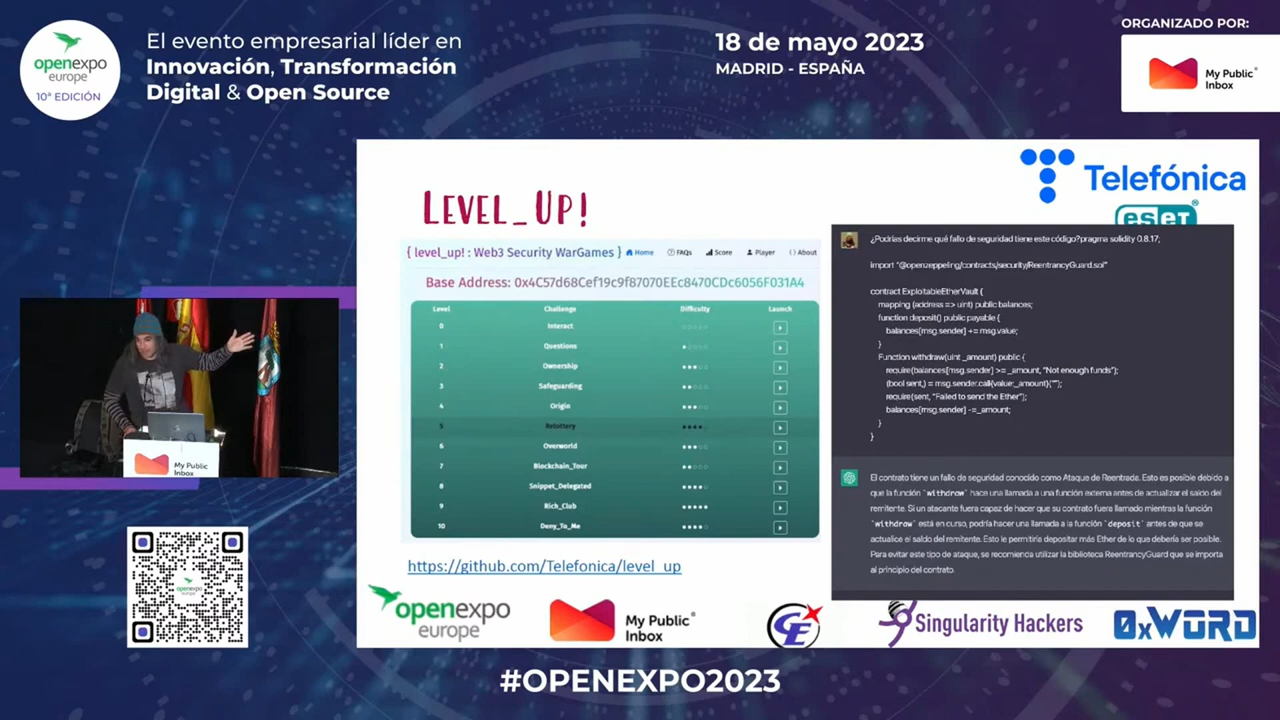 openexpo
europe
10ª EDICIÓN
El evento empresarial líder en
Innovación, Transformación
Digital & Open Source
18 de mayo 2023
MADRID - ESPAÑA
ORGANIZADO POR:
My Public
Inbox
Telefónica
eset
LEVEL_UP!
{ level_up! : Web3 Security WarGames } Home FAQs Score Player {} About
Base Address: 0x4C57d68Cef19c9f87070EEc8470CDc6056F031A4
Level Challenge Difficulty Launch
0 Interact
1 Questions
2 Ownership
3 Safeguarding
4 Origin
5 Relottery
6 Overworld
7 Blockchain_Tour
8 Snippet_Delegated
9 Rich_Club
10 Deny_To_Me
https://github.com/Telefonica/level_up
¿Podrías decirme qué fallo de seguridad tiene este código?pragma solidity 0.8.17;
import "@openzeppeling/contracts/security/ReentrancyGuard.sol"
contract ExploitableEtherVault {
mapping (address => uint) public balances;
function deposit() public payable {
balances[msg.sender] += msg.value;
}
Function withdraw(uint _amount) public {
require(balances[msg.sender] >= _amount, "Not enough funds");
(bool sent,) = msg.sender.call{value:_amount}("");
require(sent, "Failed to send the Ether");
balances[msg.sender] -=_amount;
}
}
El contrato tiene un fallo de seguridad conocido como Ataque de Reentrada. Esto es posible debido a
que la función `withdraw` hace una llamada a una función externa antes de actualizar el saldo del
remitente. Si un atacante fuera capaz de hacer que su contrato fuera llamado mientras la función
`withdraw` está en curso, podría hacer una llamada a la función `deposit` antes de que se
actualice el saldo del remitente. Esto le permitiría depositar más Ether de lo que debería ser posible.
Para evitar este tipo de ataque, se recomienda utilizar la biblioteca ReentrancyGuard que se importa
al principio del contrato.
My Public
Inbox
openexpo
europe
openexpo
europe
My Public
Inbox
GE
Singularity Hackers
0xWORD
#OPENEXPO2023